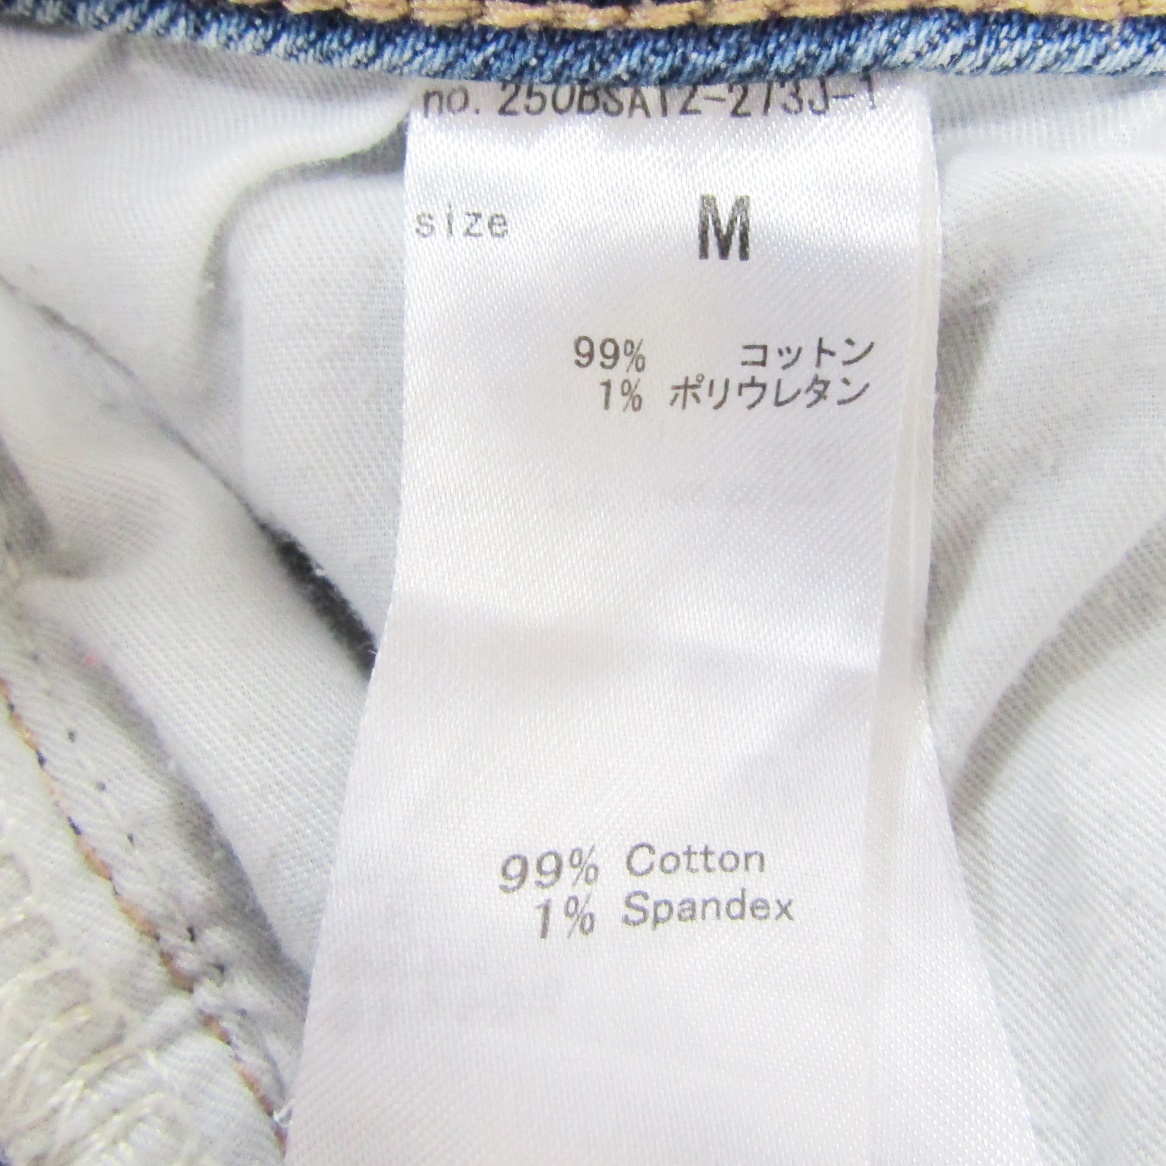 no. 250BSA12-273J-1
size M
99% コットン
1% ポリウレタン
99% Cotton
1% Spandex